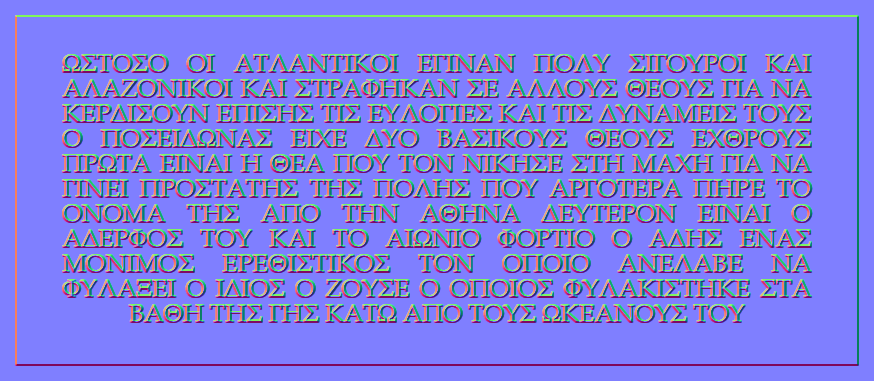 ΩΣΤΟΣΟ ΟΙ ΑΤΛΑΝΤΙΚΟΙ ΕΓΙΝΑΝ ΠΟΛΥ ΣΙΓΟΥΡΟΙ ΚΑΙ
ΑΛΑΖΟΝΙΚΟΙ ΚΑΙ ΣΤΡΑΦΗΚΑΝ ΣΕ ΑΛΛΟΥΣ ΘΕΟΥΣ ΓΙΑ ΝΑ
ΚΕΡΔΙΣΟΥΝ ΕΠΙΣΗΣ ΤΙΣ ΕΥΛΟΓΙΕΣ ΚΑΙ ΤΙΣ ΔΥΝΑΜΕΙΣ ΤΟΥΣ
Ο ΠΟΣΕΙΔΩΝΑΣ ΕΙΧΕ ΔΥΟ ΒΑΣΙΚΟΥΣ ΘΕΟΥΣ ΕΧΘΡΟΥΣ
ΠΡΩΤΑ ΕΙΝΑΙ Η ΘΕΑ ΠΟΥ ΤΟΝ ΝΙΚΗΣΕ ΣΤΗ ΜΑΧΗ ΓΙΑ ΝΑ
ΓΙΝΕΙ ΠΡΟΣΤΑΤΗΣ ΤΗΣ ΠΟΛΗΣ ΠΟΥ ΑΡΓΟΤΕΡΑ ΠΗΡΕ ΤΟ
ΟΝΟΜΑ ΤΗΣ ΑΠΟ ΤΗΝ ΑΘΗΝΑ ΔΕΥΤΕΡΟΝ ΕΙΝΑΙ Ο
ΑΔΕΡΦΟΣ ΤΟΥ ΚΑΙ ΤΟ ΑΙΩΝΙΟ ΦΟΡΤΙΟ Ο ΑΔΗΣ ΕΝΑΣ
ΜΟΝΙΜΟΣ ΕΡΕΘΙΣΤΙΚΟΣ ΤΟΝ ΟΠΟΙΟ ΑΝΕΛΑΒΕ ΝΑ
ΦΥΛΑΞΕΙ Ο ΙΔΙΟΣ Ο ΖΟΥΣΕ Ο ΟΠΟΙΟΣ ΦΥΛΑΚΙΣΤΗΚΕ ΣΤΑ
ΒΑΘΗ ΤΗΣ ΓΗΣ ΚΑΤΩ ΑΠΟ ΤΟΥΣ ΩΚΕΑΝΟΥΣ ΤΟΥ